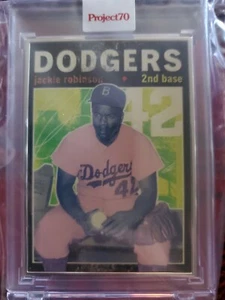 Project70
DODGERS
jackie robinson • 2nd base
42
B
Dodgers
42